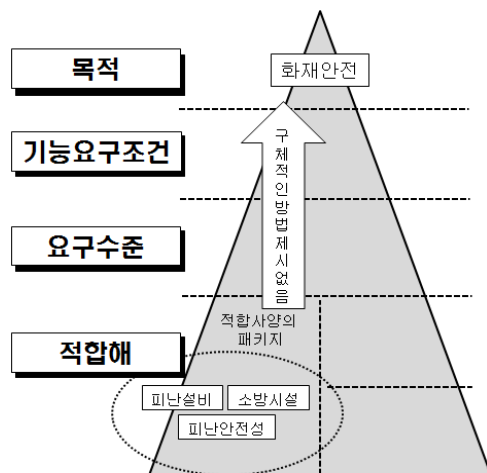 목적
화재안전
기능요구조건
구체적인방법제시없음
요구수준
적합사양의
패키지
적합해
피난설비
소방시설
피난안전성